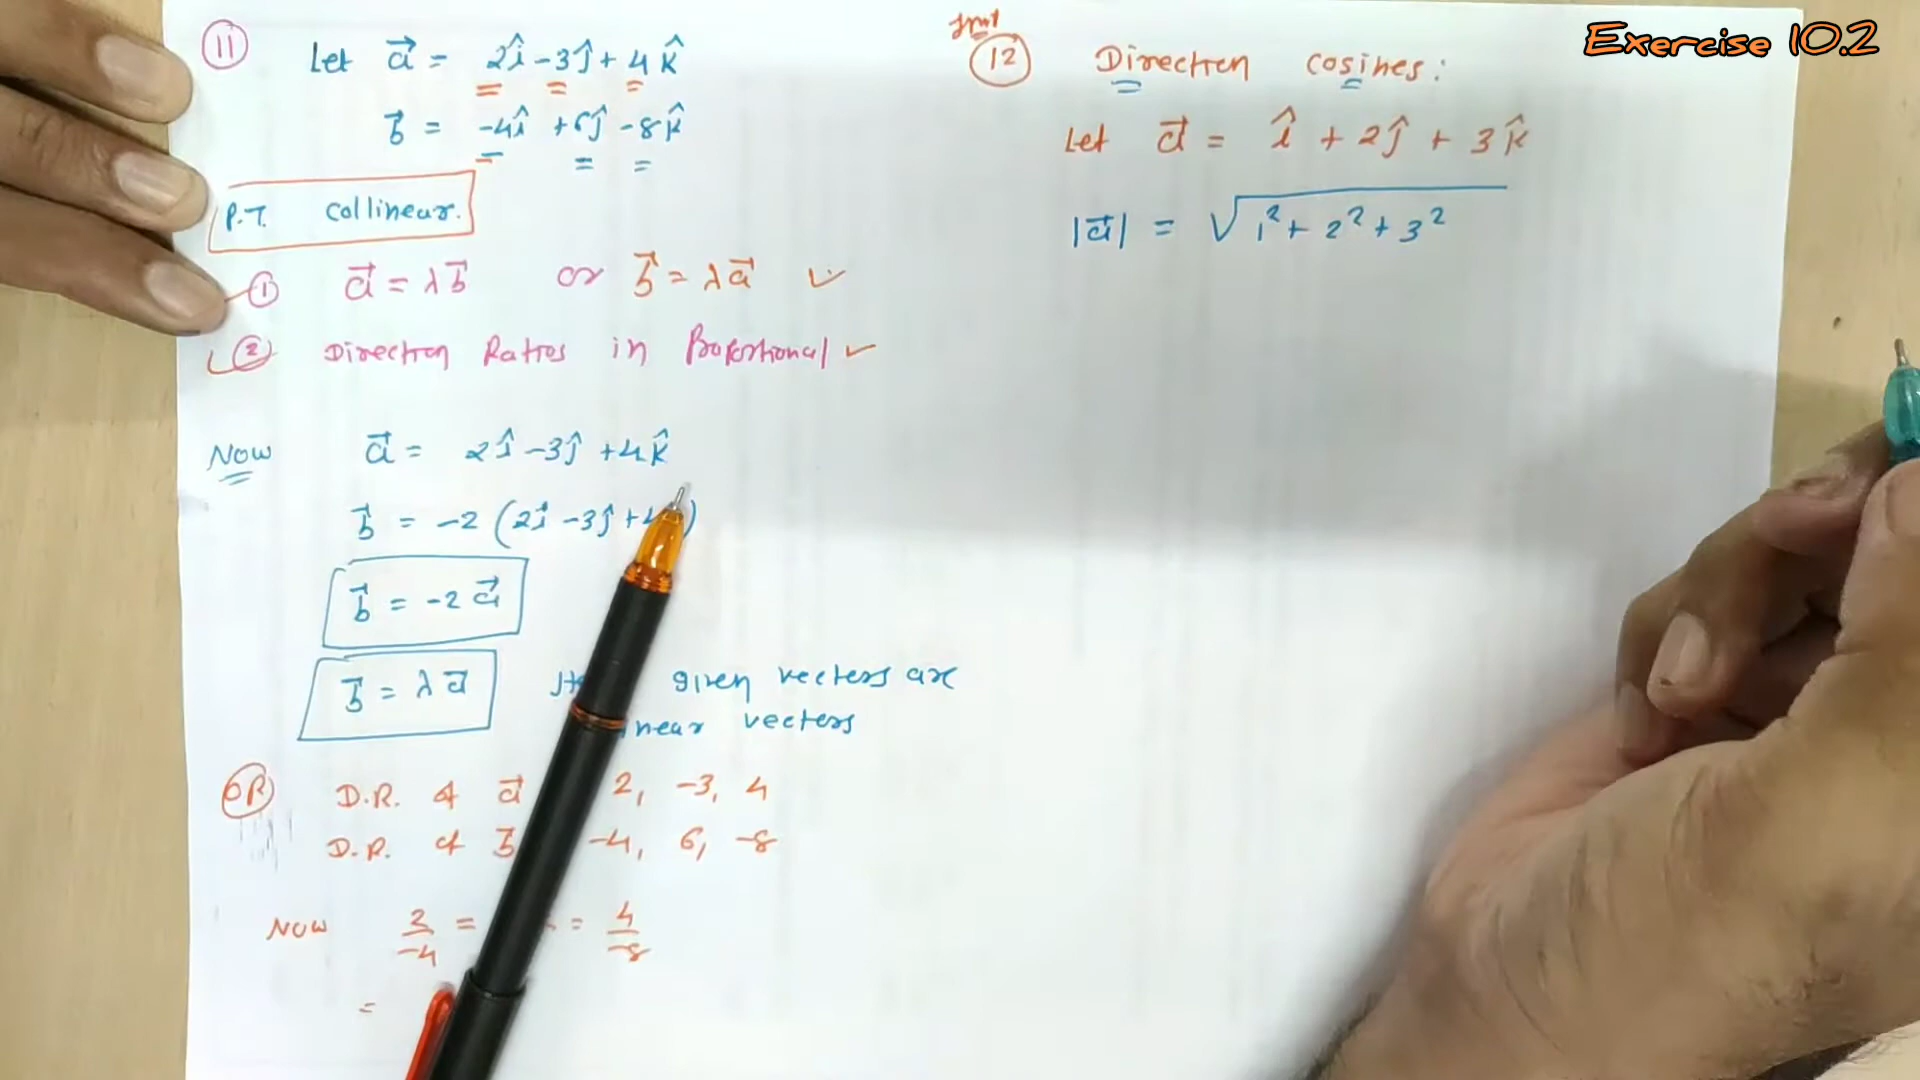 Exercise 10.2
11 Let a⃗ = 2î - 3ĵ + 4k̂
b⃗ = -4î + 6ĵ - 8k̂
P.T. Collinear.
① a⃗ = λb⃗ or b⃗ = λa⃗ ✓
② Direction Ratios in Proportional ✓
Now a⃗ = 2î - 3ĵ + 4k̂
b⃗ = -2 (2î - 3ĵ + 4 )
b⃗ = -2 a⃗
b⃗ = λ a⃗ given vectors are
vectors
OR D.R. of a⃗ 2, -3, 4
D.R. of b⃗ -4, 6, -8
Now 2/-4 = = 4/-8
=
12 Direction cosines:
Let a⃗ = î + 2ĵ + 3k̂
|a⃗| = √1² + 2² + 3²